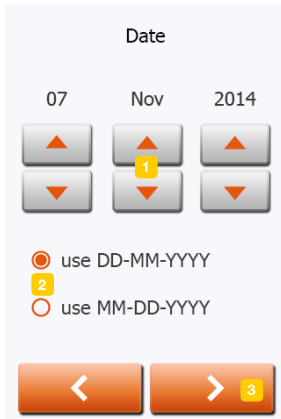 Date
07 Nov 2014
1
use DD-MM-YYYY
2
use MM-DD-YYYY
3